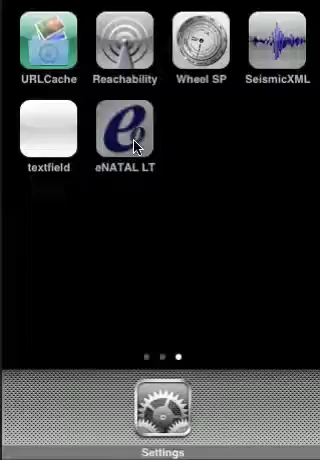 URLCache Reachability Wheel SP SeismicXML
e
textfield eNATAL LT
Settings